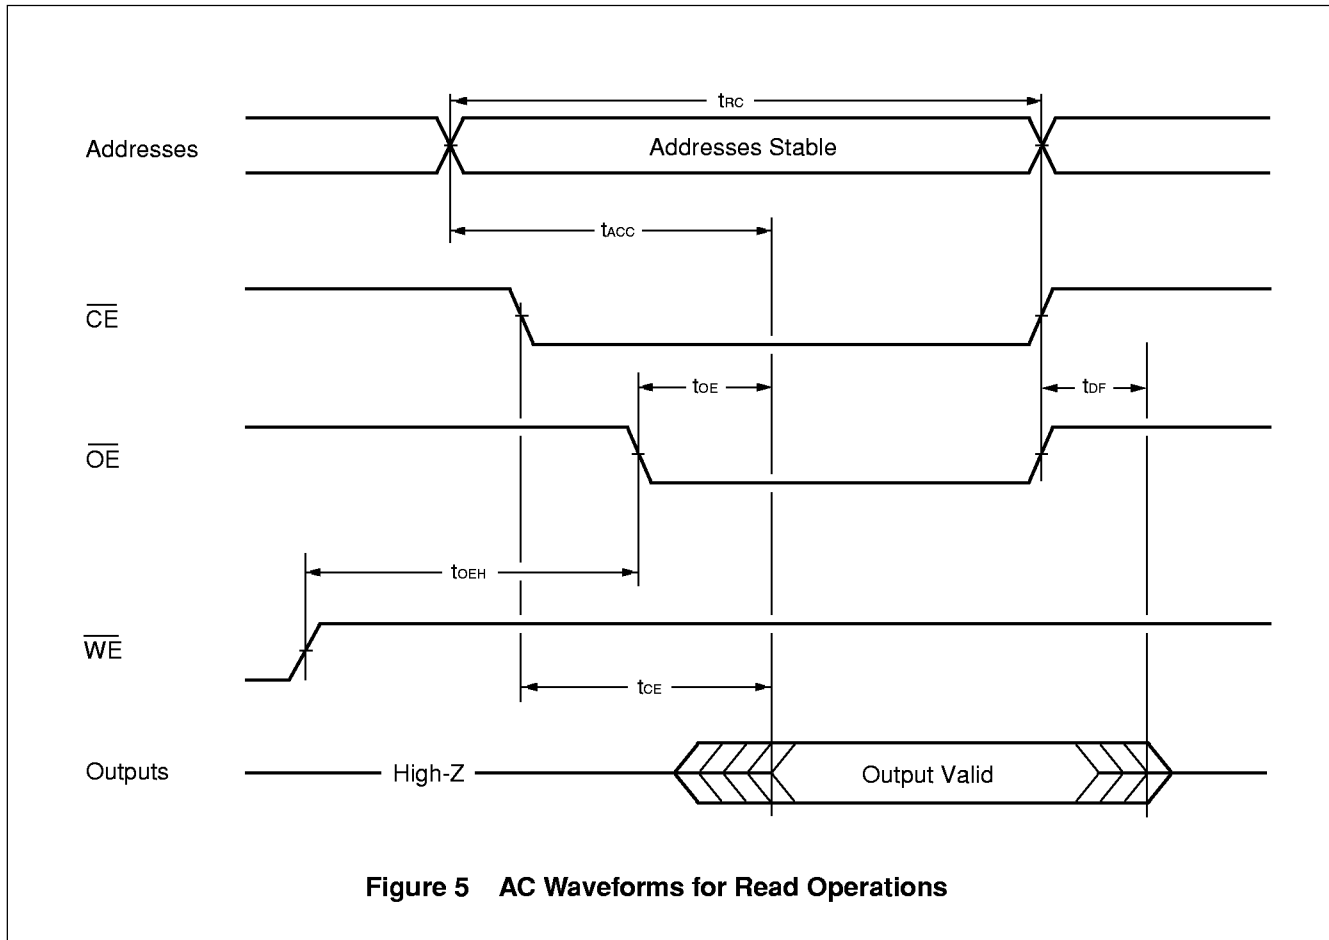 tRC
Addresses
Addresses Stable
tACC
CE
tOE
tDF
OE
tOEH
WE
tCE
Outputs
High-Z
Output Valid
Figure 5 AC Waveforms for Read Operations